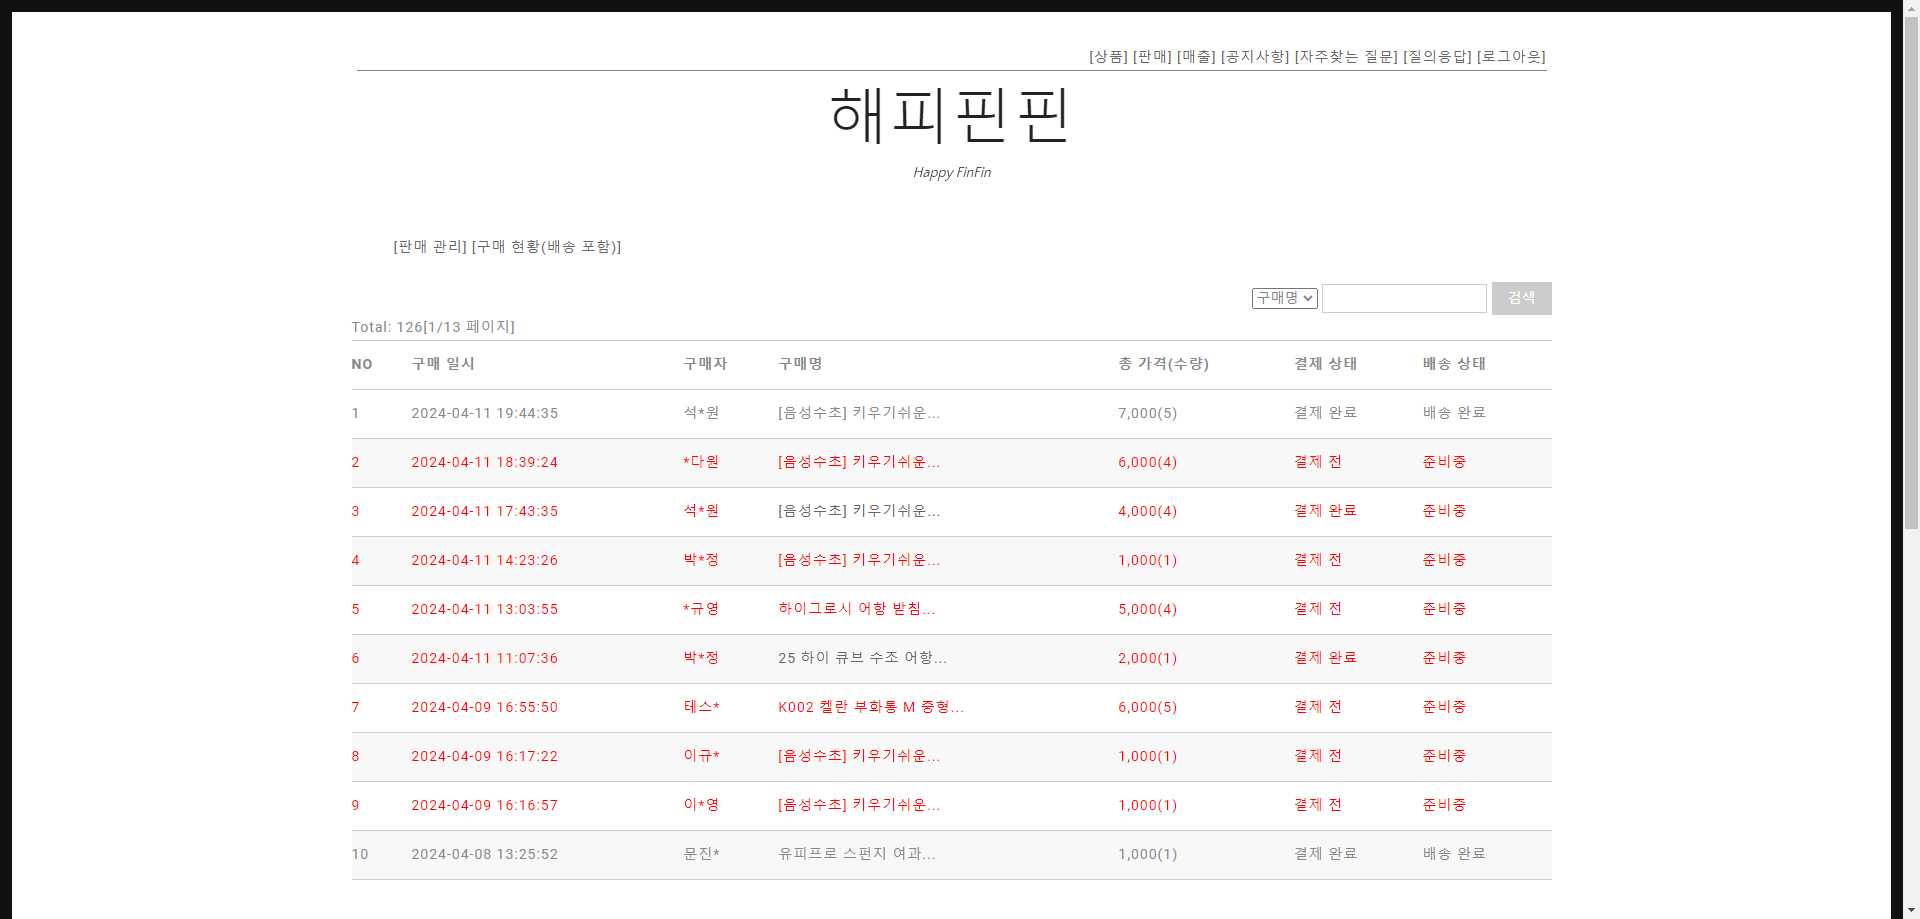 [상품] [판매] [매출] [공지사항] [자주찾는 질문] [질의응답] [로그아웃]
해피핀핀
Happy FinFin
[판매 관리] [구매 현황(배송 포함)]
구매명 검색
Total: 126[1/13 페이지]
NO 구매 일시 구매자 구매명 총 가격(수량) 결제 상태 배송 상태
1 2024-04-11 19:44:35 석*원 [음성수초] 키우기쉬운... 7,000(5) 결제 완료 배송 완료
2 2024-04-11 18:39:24 *다원 [음성수초] 키우기쉬운... 6,000(4) 결제 전 준비중
3 2024-04-11 17:43:35 석*원 [음성수초] 키우기쉬운... 4,000(4) 결제 완료 준비중
4 2024-04-11 14:23:26 박*정 [음성수초] 키우기쉬운... 1,000(1) 결제 전 준비중
5 2024-04-11 13:03:55 *규영 하이그로시 어항 받침... 5,000(4) 결제 전 준비중
6 2024-04-11 11:07:36 박*정 25 하이 큐브 수조 어항... 2,000(1) 결제 완료 준비중
7 2024-04-09 16:55:50 테스* K002 켈란 부화통 M 중형... 6,000(5) 결제 전 준비중
8 2024-04-09 16:17:22 이규* [음성수초] 키우기쉬운... 1,000(1) 결제 전 준비중
9 2024-04-09 16:16:57 이*영 [음성수초] 키우기쉬운... 1,000(1) 결제 전 준비중
10 2024-04-08 13:25:52 문진* 유피프로 스펀지 여과... 1,000(1) 결제 완료 배송 완료